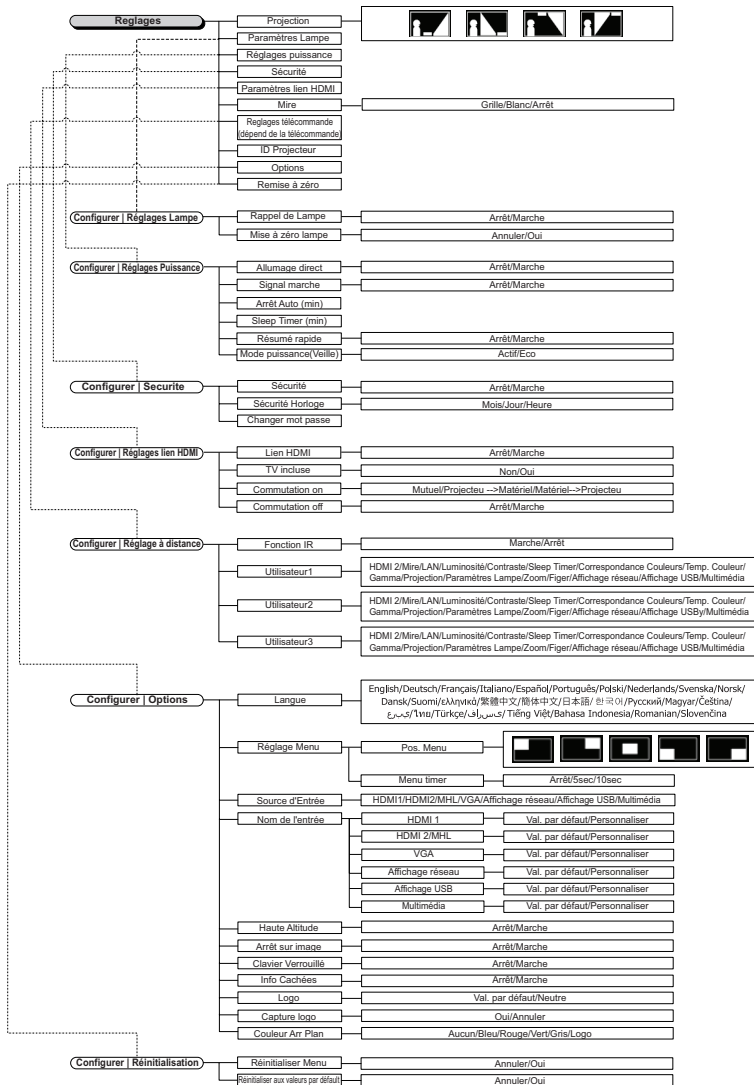 Reglages
Projection
Paramètres Lampe
Réglages puissance
Sécurité
Paramètres lien HDMI
Mire
Grille/Blanc/Arrêt
Reglages télécommande
(dépend de la télécommande)
ID Projecteur
Options
Remise à zéro
Configurer | Réglages Lampe
Rappel de Lampe
Arrêt/Marche
Mise à zéro lampe
Annuler/Oui
Configurer | Réglages Puissance
Allumage direct
Arrêt/Marche
Signal marche
Arrêt/Marche
Arrêt Auto (min)
Sleep Timer (min)
Résumé rapide
Arrêt/Marche
Mode puissance(Veille)
Actif/Eco
Configurer | Securite
Sécurité
Arrêt/Marche
Sécurité Horloge
Mois/Jour/Heure
Changer mot passe
Configurer | Réglages lien HDMI
Lien HDMI
Arrêt/Marche
TV incluse
Non/Oui
Commutation on
Mutuel/Projecteu -->Matériel/Matériel-->Projecteu
Commutation off
Arrêt/Marche
Configurer | Réglage à distance
Fonction IR
Marche/Arrêt
Utilisateur1
HDMI 2/Mire/LAN/Luminosité/Contraste/Sleep Timer/Correspondance Couleurs/Temp. Couleur/
Gamma/Projection/Paramètres Lampe/Zoom/Figer/Affichage réseau/Affichage USB/Multimédia
Utilisateur2
HDMI 2/Mire/LAN/Luminosité/Contraste/Sleep Timer/Correspondance Couleurs/Temp. Couleur/
Gamma/Projection/Paramètres Lampe/Zoom/Figer/Affichage réseau/Affichage USBy/Multimédia
Utilisateur3
HDMI 2/Mire/LAN/Luminosité/Contraste/Sleep Timer/Correspondance Couleurs/Temp. Couleur/
Gamma/Projection/Paramètres Lampe/Zoom/Figer/Affichage réseau/Affichage USB/Multimédia
Configurer | Options
Langue
English/Deutsch/Français/Italiano/Español/Português/Polski/Nederlands/Svenska/Norsk/
Dansk/Suomi/ελληνικά/繁體中文/簡体中文/日本語/한국어/Русский/Magyar/Čeština/
عربي/ไทย/Türkçe/فارسی/Tiếng Việt/Bahasa Indonesia/Romanian/Slovenčina
Réglage Menu
Pos. Menu
Menu timer
Arrêt/5sec/10sec
Source d'Entrée
HDMI1/HDMI2/MHL/VGA/Affichage réseau/Affichage USB/Multimédia
Nom de l'entrée
HDMI 1
Val. par défaut/Personnaliser
HDMI 2/MHL
Val. par défaut/Personnaliser
VGA
Val. par défaut/Personnaliser
Affichage réseau
Val. par défaut/Personnaliser
Affichage USB
Val. par défaut/Personnaliser
Multimédia
Val. par défaut/Personnaliser
Haute Altitude
Arrêt/Marche
Arrêt sur image
Arrêt/Marche
Clavier Verrouillé
Arrêt/Marche
Info Cachées
Arrêt/Marche
Logo
Val. par défaut/Neutre
Capture logo
Oui/Annuler
Couleur Arr Plan
Aucun/Bleu/Rouge/Vert/Gris/Logo
Configurer | Réinitialisation
Réinitialiser Menu
Annuler/Oui
Réinitialiser aux valeurs par défault
Annuler/Oui